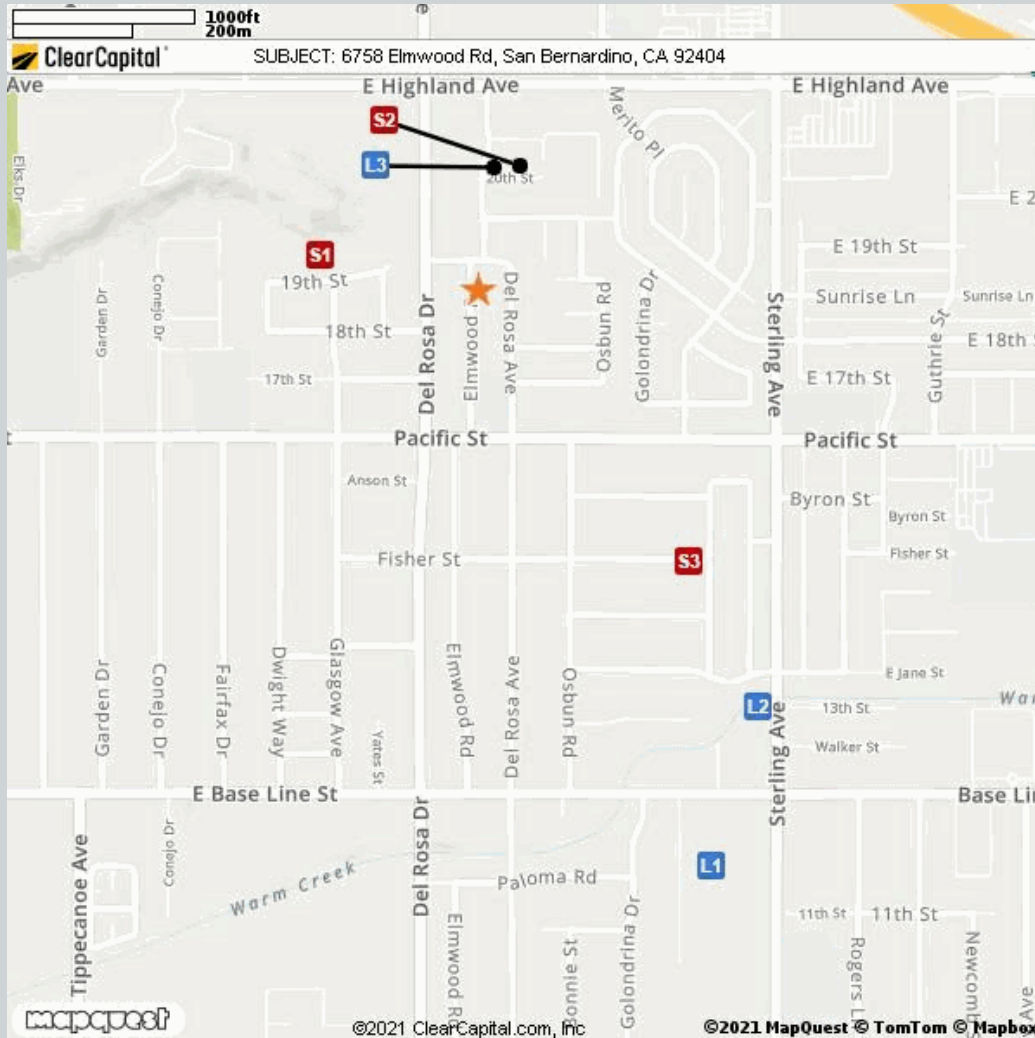 1000ft
200m
ClearCapital
SUBJECT: 6758 Elmwood Rd, San Bernardino, CA 92404
Ave
E Highland Ave
E Highland Ave
S2
Merito Pl
L3
20th St
Elks Dr
S1
E 19th St
19th St
Garden Dr
Conejo Dr
Del Rosa Dr
Elmwood
Del Rosa Ave
Osbun Rd
Golondrina Dr
Sterling Ave
Sunrise Ln
Sunrise Ln
Guthrie St
18th St
E 18th
17th St
E 17th St
Pacific St
Pacific St
Anson St
Byron St
Byron St
Fisher St
S3
Fisher St
Garden Dr
Conejo Dr
Fairfax Dr
Dwight Way
Glasgow Ave
Yates St
Elmwood Rd
Del Rosa Ave
Osbun Rd
E Jane St
L2
13th St
Sterling Ave
Walker St
E Base Line St
Base Lin
Tippecanoe Ave
Conejo Dr
Del Rosa Dr
L1
Warm Creek
Paloma Rd
11th St
11th St
Elmwood Rd
Bonnie St
Golondrina Dr
Rogers L
Newcomb S
Ave
mapquest
©2021 ClearCapital.com, Inc
©2021 MapQuest © TomTom © Mapbox